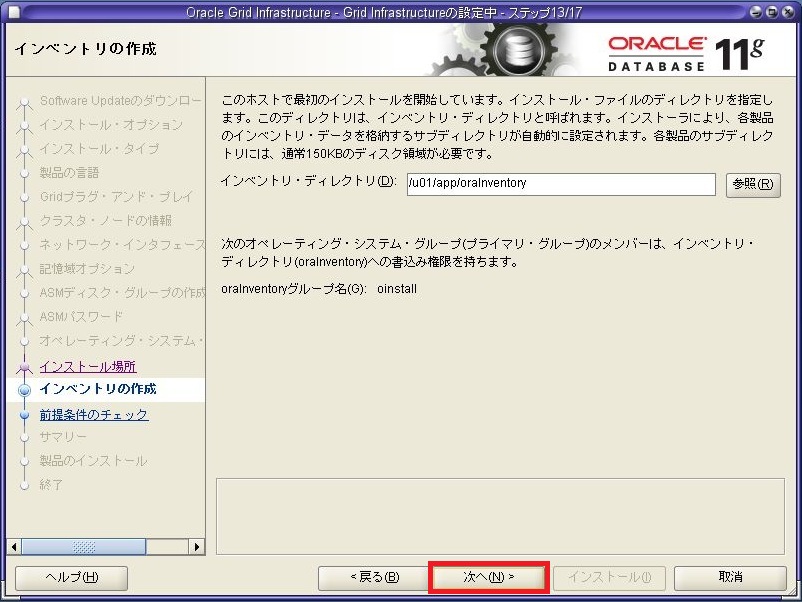 Oracle Grid Infrastructure - Grid Infrastructureの設定中 - ステップ13/17
インベントリの作成
ORACLE
DATABASE
11g
Software Updateのダウンロー
インストール・オプション
インストール・タイプ
製品の言語
Gridプラグ・アンド・プレイ
クラスタ・ノードの情報
ネットワーク・インタフェース
記憶域オプション
ASMディスク・グループの作成
ASMパスワード
オペレーティング・システム・
インストール場所
インベントリの作成
前提条件のチェック
サマリー
製品のインストール
終了
このホストで最初のインストールを開始しています。インストール・ファイルのディレクトリを指定し
ます。このディレクトリは、インベントリ・ディレクトリと呼ばれます。インストーラにより、各製品
のインベントリ・データを格納するサブディレクトリが自動的に設定されます。各製品のサブディレク
トリには、通常150KBのディスク領域が必要です。
インベントリ・ディレクトリ(D):
/u01/app/oraInventory
参照(R)
次のオペレーティング・システム・グループ(プライマリ・グループ)のメンバーは、インベントリ・
ディレクトリ(oraInventory)への書込み権限を持ちます。
oraInventoryグループ名(G): oinstall
ヘルプ(H)
<戻る(B)
次へ(N)>
インストール(I)
取消